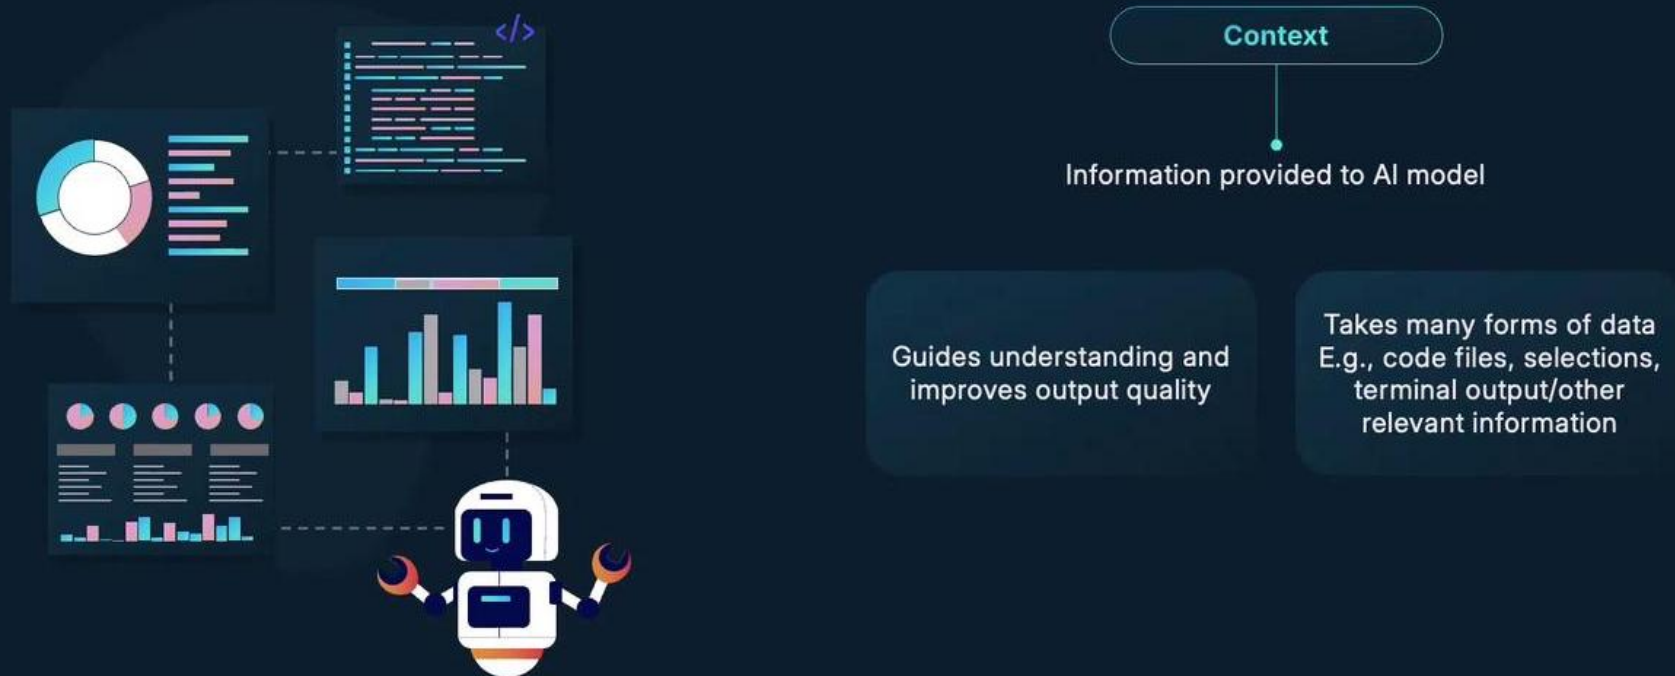 </>
Context
Information provided to AI model
Guides understanding and
improves output quality
Takes many forms of data
E.g., code files, selections,
terminal output/other
relevant information